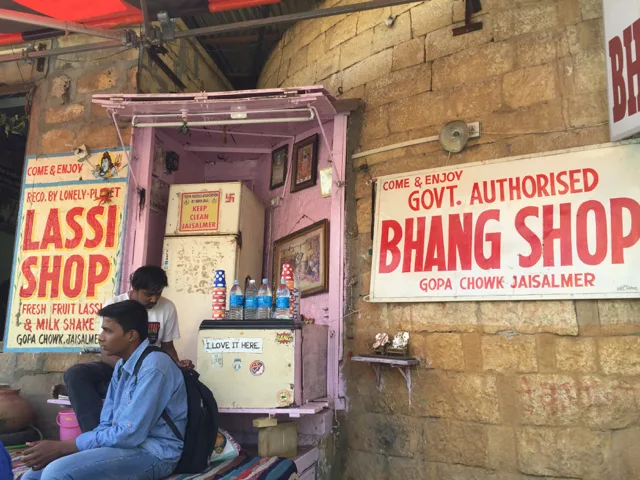 COME & ENJOY
RECO. BY LONELY-PLANET
LASSI
SHOP
FRESH FRUIT LASSI
& MILK SHAKE
GOPA CHOWK, JAISALMER
KEEP
CLEAN
JAISALMER
I LOVE IT HERE.
COME & ENJOY
GOVT. AUTHORISED
BHANG SHOP
GOPA CHOWK JAISALMER
BH